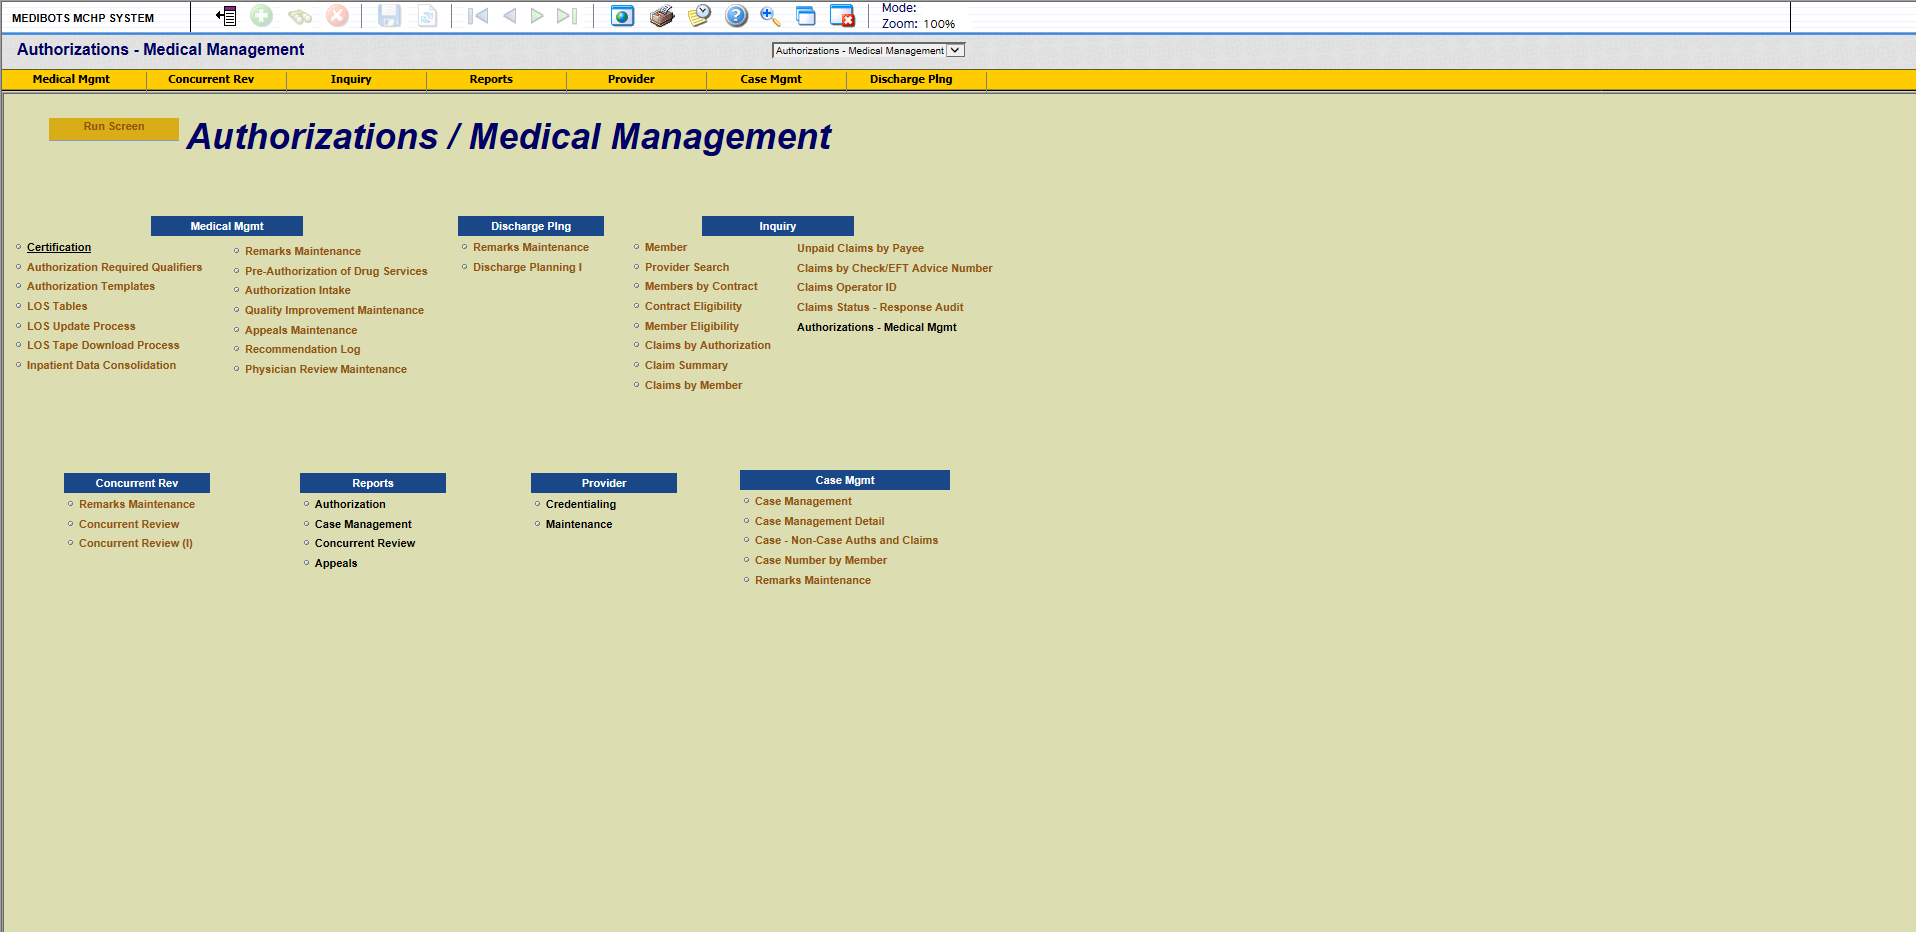 MEDIBOTS MCHP SYSTEM
Mode:
Zoom: 100%
Authorizations - Medical Management
Authorizations - Medical Management
Medical Mgmt
Concurrent Rev
Inquiry
Reports
Provider
Case Mgmt
Discharge Plng
Run Screen
Authorizations / Medical Management
Medical Mgmt
Certification
Authorization Required Qualifiers
Authorization Templates
LOS Tables
LOS Update Process
LOS Tape Download Process
Inpatient Data Consolidation
Remarks Maintenance
Pre-Authorization of Drug Services
Authorization Intake
Quality Improvement Maintenance
Appeals Maintenance
Recommendation Log
Physician Review Maintenance
Discharge Plng
Remarks Maintenance
Discharge Planning I
Inquiry
Member
Provider Search
Members by Contract
Contract Eligibility
Member Eligibility
Claims by Authorization
Claim Summary
Claims by Member
Unpaid Claims by Payee
Claims by Check/EFT Advice Number
Claims Operator ID
Claims Status - Response Audit
Authorizations - Medical Mgmt
Concurrent Rev
Remarks Maintenance
Concurrent Review
Concurrent Review (I)
Reports
Authorization
Case Management
Concurrent Review
Appeals
Provider
Credentialing
Maintenance
Case Mgmt
Case Management
Case Management Detail
Case - Non-Case Auths and Claims
Case Number by Member
Remarks Maintenance